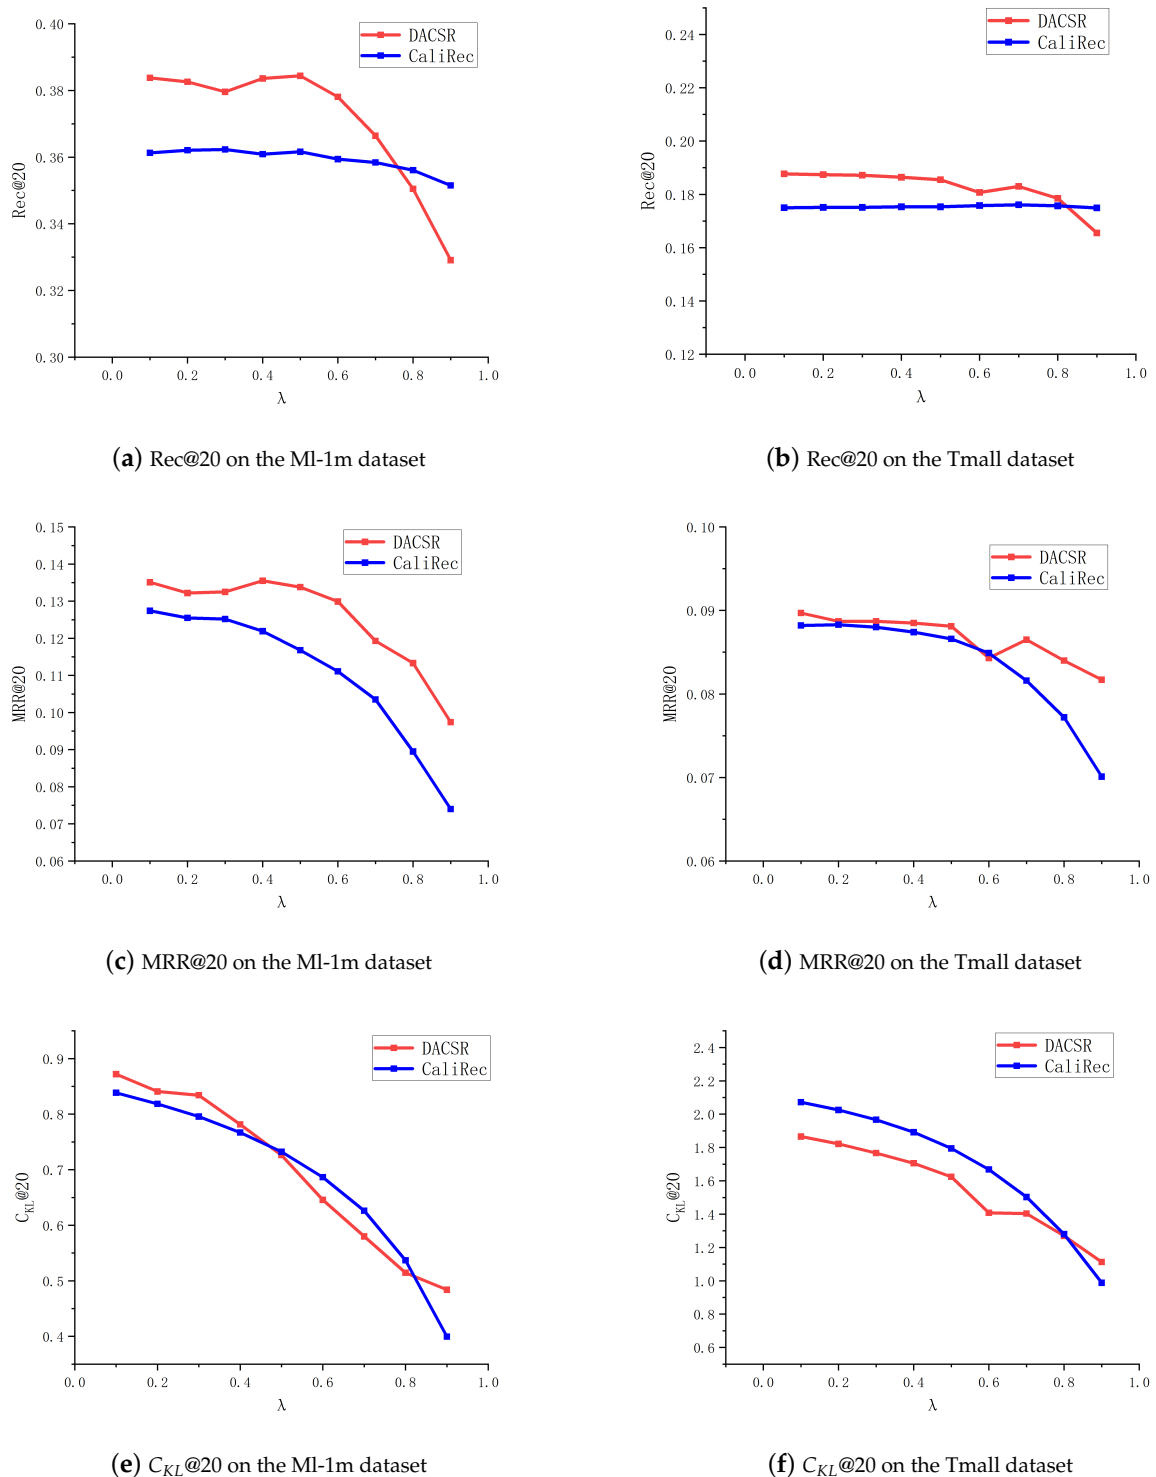 0.40
0.38
0.36
0.34
0.32
0.30
Rec@20
DACSR
CaliRec
0.0 0.2 0.4 0.6 0.8 1.0
λ
(a) Rec@20 on the Ml-1m dataset
0.24
0.22
0.20
0.18
0.16
0.14
0.12
Rec@20
DACSR
CaliRec
0.0 0.2 0.4 0.6 0.8 1.0
λ
(b) Rec@20 on the Tmall dataset
0.15
0.14
0.13
0.12
0.11
0.10
0.09
0.08
0.07
0.06
MRR@20
DACSR
CaliRec
0.0 0.2 0.4 0.6 0.8 1.0
λ
(c) MRR@20 on the Ml-1m dataset
0.10
0.09
0.08
0.07
0.06
MRR@20
DACSR
CaliRec
0.0 0.2 0.4 0.6 0.8 1.0
λ
(d) MRR@20 on the Tmall dataset
0.9
0.8
0.7
0.6
0.5
0.4
C_KL@20
DACSR
CaliRec
0.0 0.2 0.4 0.6 0.8 1.0
λ
(e) C_KL@20 on the Ml-1m dataset
2.4
2.2
2.0
1.8
1.6
1.4
1.2
1.0
0.8
0.6
C_KL@20
DACSR
CaliRec
0.0 0.2 0.4 0.6 0.8 1.0
λ
(f) C_KL@20 on the Tmall dataset